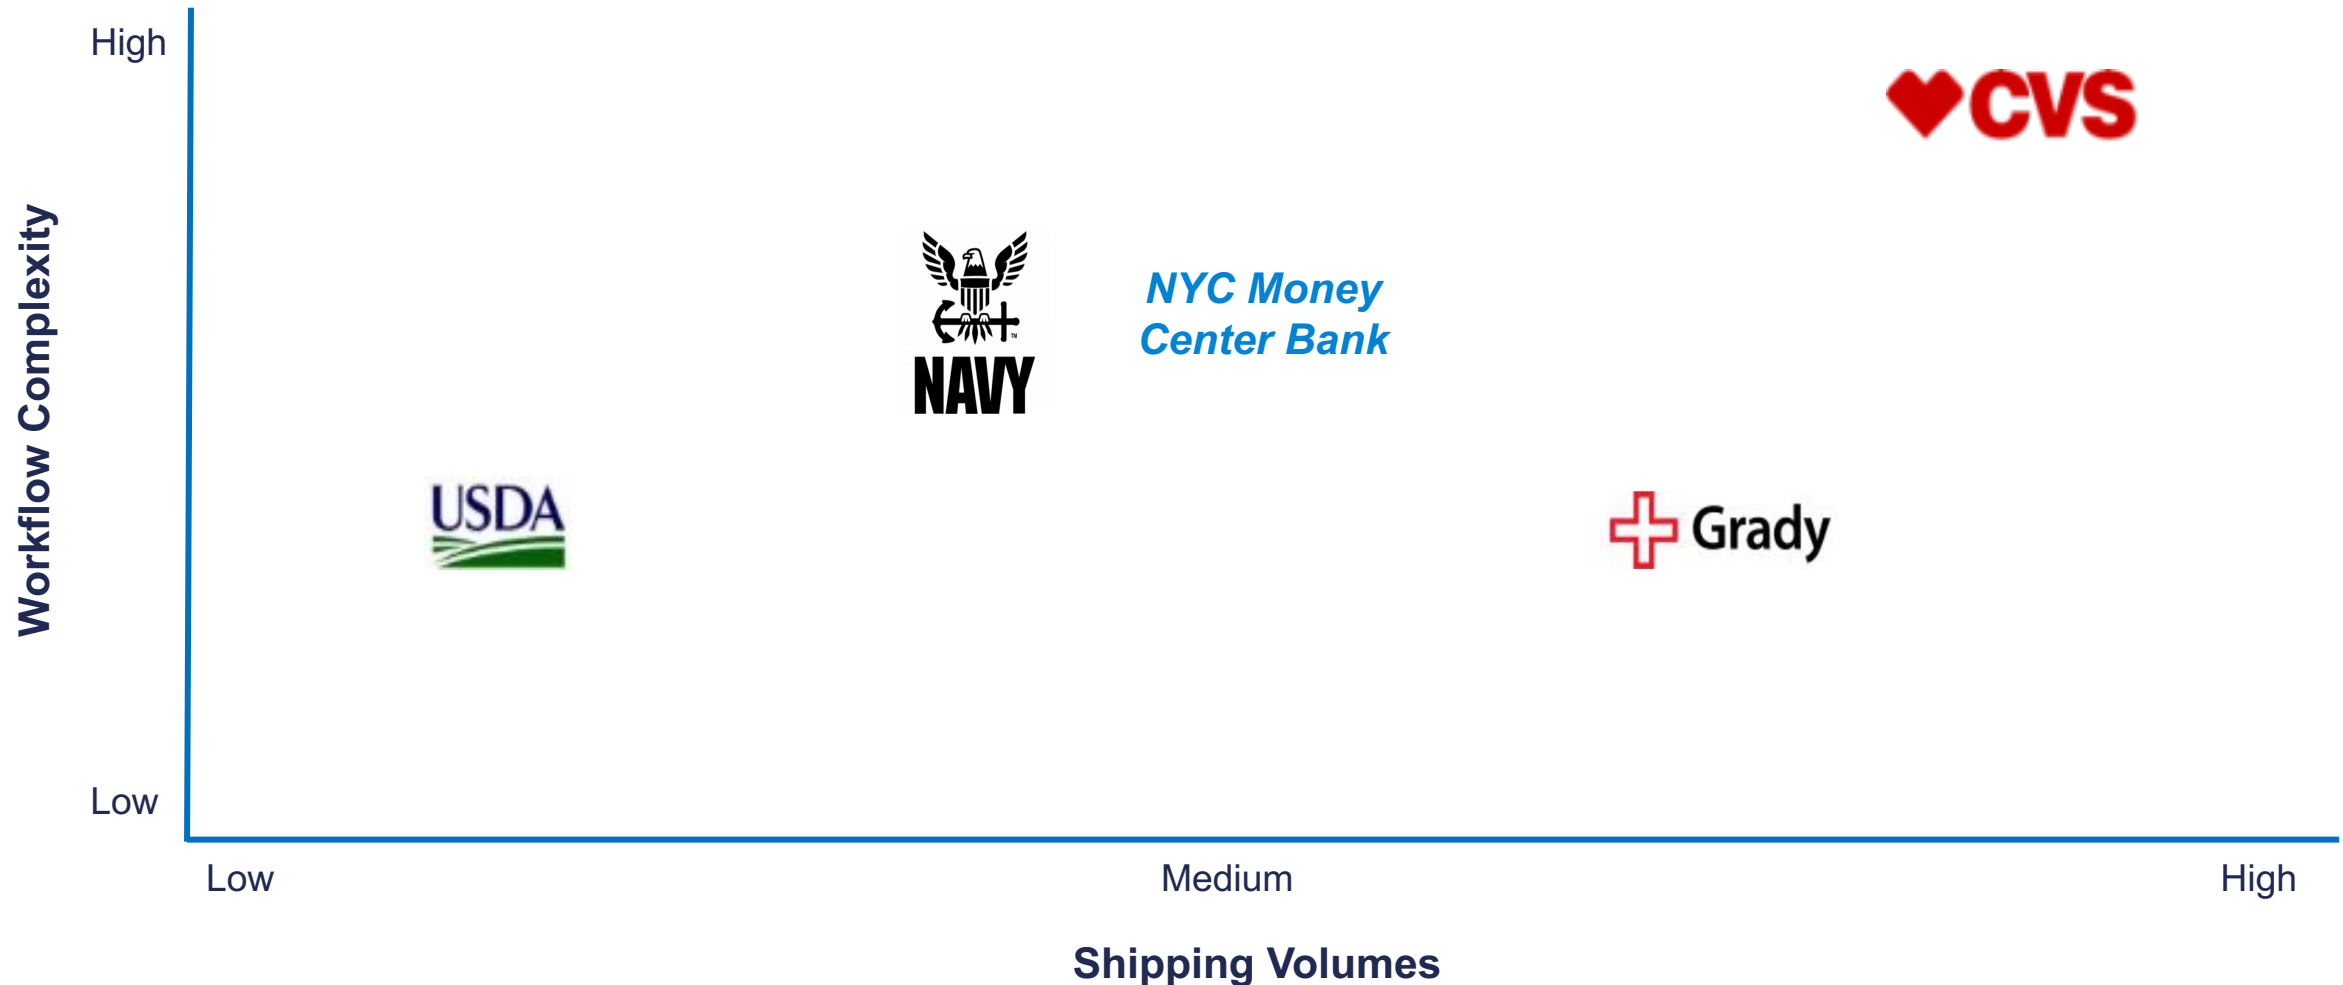 High
CVS
Workflow Complexity
NAVY
NYC Money
Center Bank
USDA
Grady
Low
Low
Medium
High
Shipping Volumes